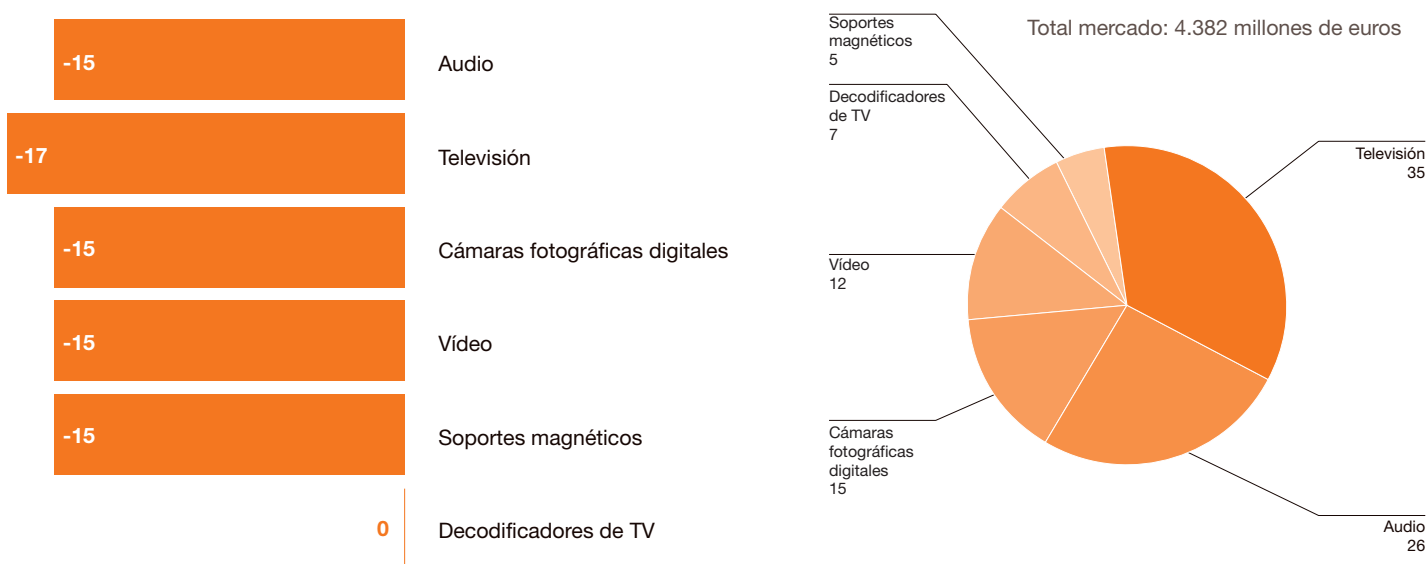 -15
Audio
-17
Televisión
-15
Cámaras fotográficas digitales
-15
Vídeo
-15
Soportes magnéticos
0
Decodificadores de TV
Total mercado: 4.382 millones de euros
Soportes
magnéticos
5
Decodificadores
de TV
7
Televisión
35
Vídeo
12
Cámaras
fotográficas
digitales
15
Audio
26